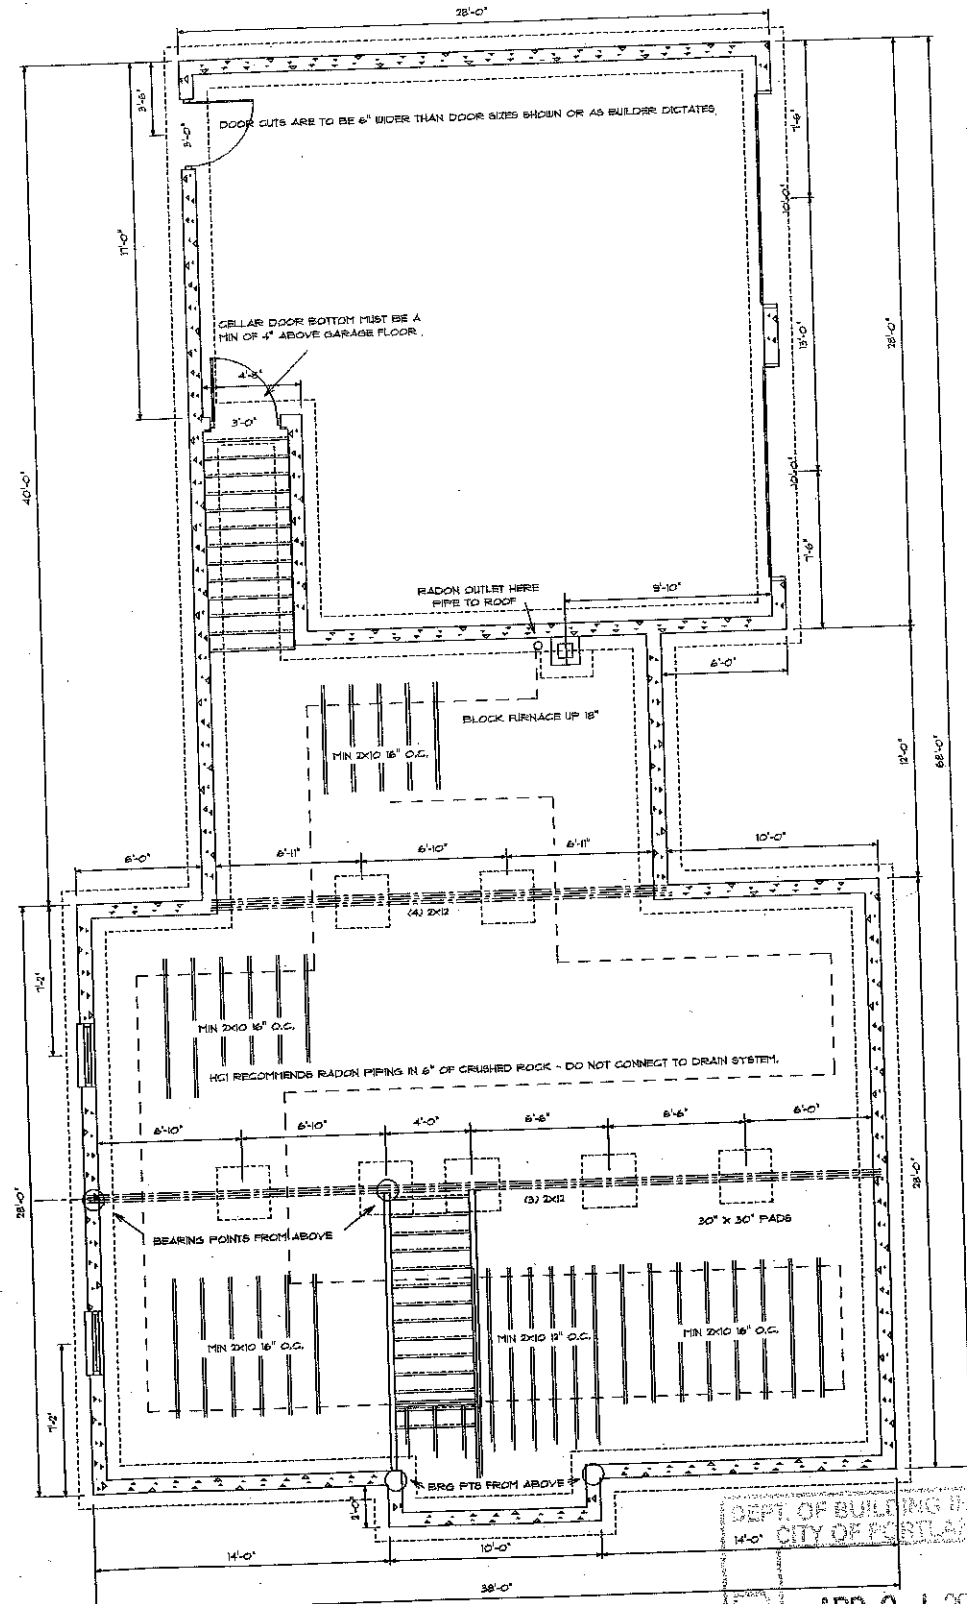 28'-0"
DOOR CUTS ARE TO BE 6" WIDER THAN DOOR SIZES SHOWN OR AS BUILDER DICTATES.
3'-6"
3'-0"
7'-6"
10'-0"
17'-0"
CELLAR DOOR BOTTOM MUST BE A
MIN OF 4" ABOVE GARAGE FLOOR.
13'-0"
28'-0"
4'-8"
3'-0"
40'-0"
10'-0"
7'-6"
RADON OUTLET HERE
PIPE TO ROOF
9'-10"
6'-0"
BLOCK FURNACE UP 18"
MIN 2X10 16" O.C.
12'-0"
68'-0"
6'-0"
6'-11"
6'-10"
6'-11"
10'-0"
(4) 2X12
7'-2"
MIN 2X10 16" O.C.
HCI RECOMMENDS RADON PIPING IN 6" OF CRUSHED ROCK - DO NOT CONNECT TO DRAIN SYSTEM.
6'-10"
6'-10"
4'-0"
6'-6"
6'-6"
6'-0"
28'-0"
28'-0"
(3) 2X12
30" X 30" PADS
BEARING POINTS FROM ABOVE
MIN 2X10 16" O.C.
MIN 2X10 12" O.C.
MIN 2X10 16" O.C.
7'-2"
BRG PTS FROM ABOVE
2'-0"
DEPT. OF BUILDING IN
CITY OF PORTLA
14'-0"
10'-0"
14'-0"
38'-0"
APR 2